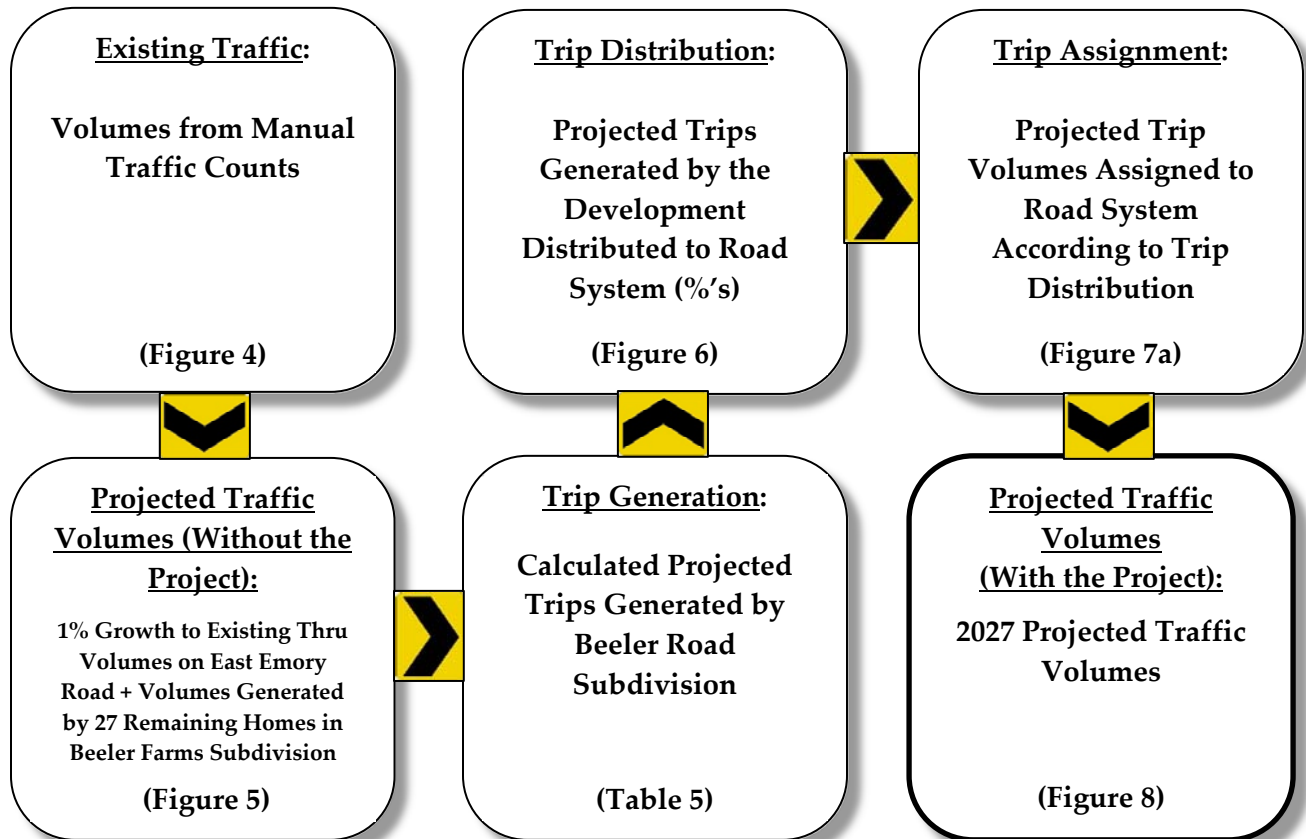 Existing Traffic:
Volumes from Manual
Traffic Counts
(Figure 4)
Projected Traffic
Volumes (Without the
Project):
1% Growth to Existing Thru
Volumes on East Emory
Road + Volumes Generated
by 27 Remaining Homes in
Beeler Farms Subdivision
(Figure 5)
Trip Generation:
Calculated Projected
Trips Generated by
Beeler Road
Subdivision
(Table 5)
Trip Distribution:
Projected Trips
Generated by the
Development
Distributed to Road
System (%’s)
(Figure 6)
Trip Assignment:
Projected Trip
Volumes Assigned to
Road System
According to Trip
Distribution
(Figure 7a)
Projected Traffic
Volumes
(With the Project):
2027 Projected Traffic
Volumes
(Figure 8)